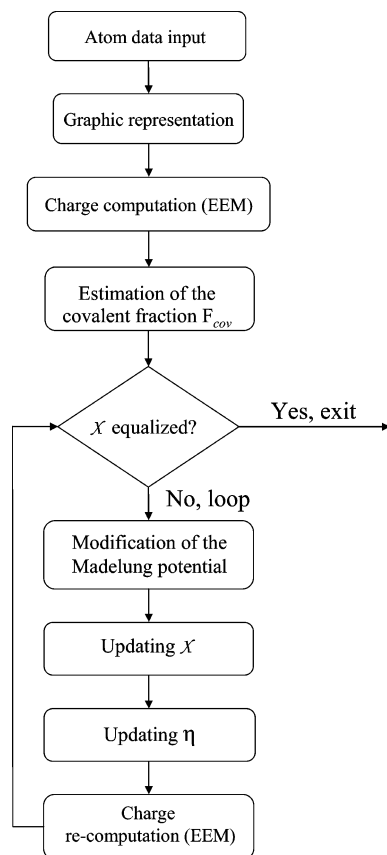 Atom data input
Graphic representation
Charge computation (EEM)
Estimation of the
covalent fraction Fcov
χ equalized?
Yes, exit
No, loop
Modification of the
Madelung potential
Updating χ
Updating η
Charge
re-computation (EEM)